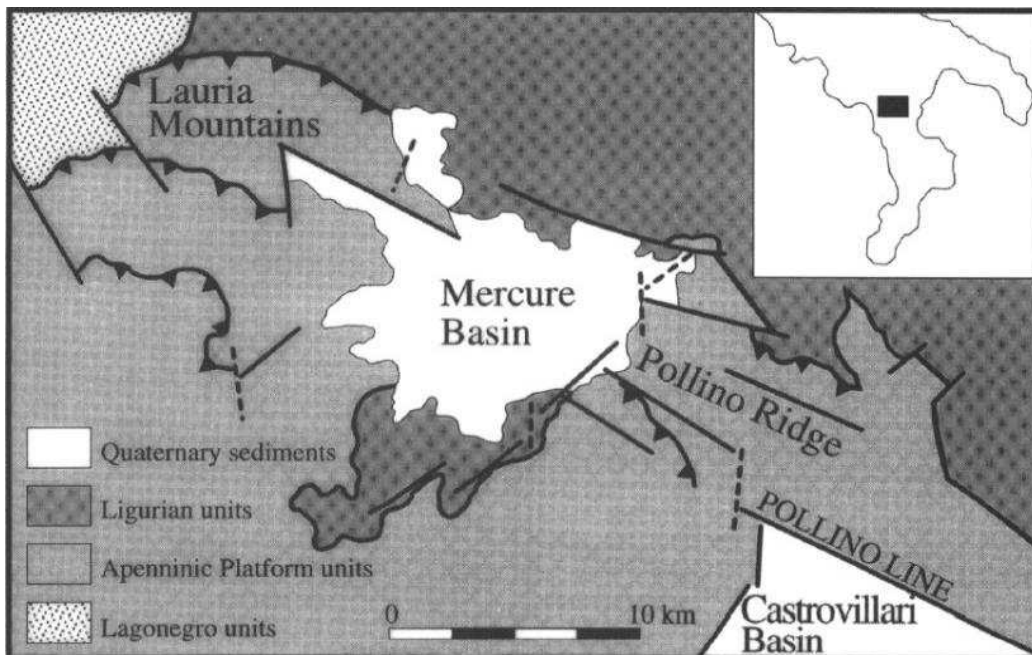 Lauria
Mountains
Mercure
Basin
Pollino Ridge
POLLINO LINE
Castrovillari
Basin
Quaternary sediments
Ligurian units
Apenninic Platform units
Lagonegro units
0
10 km